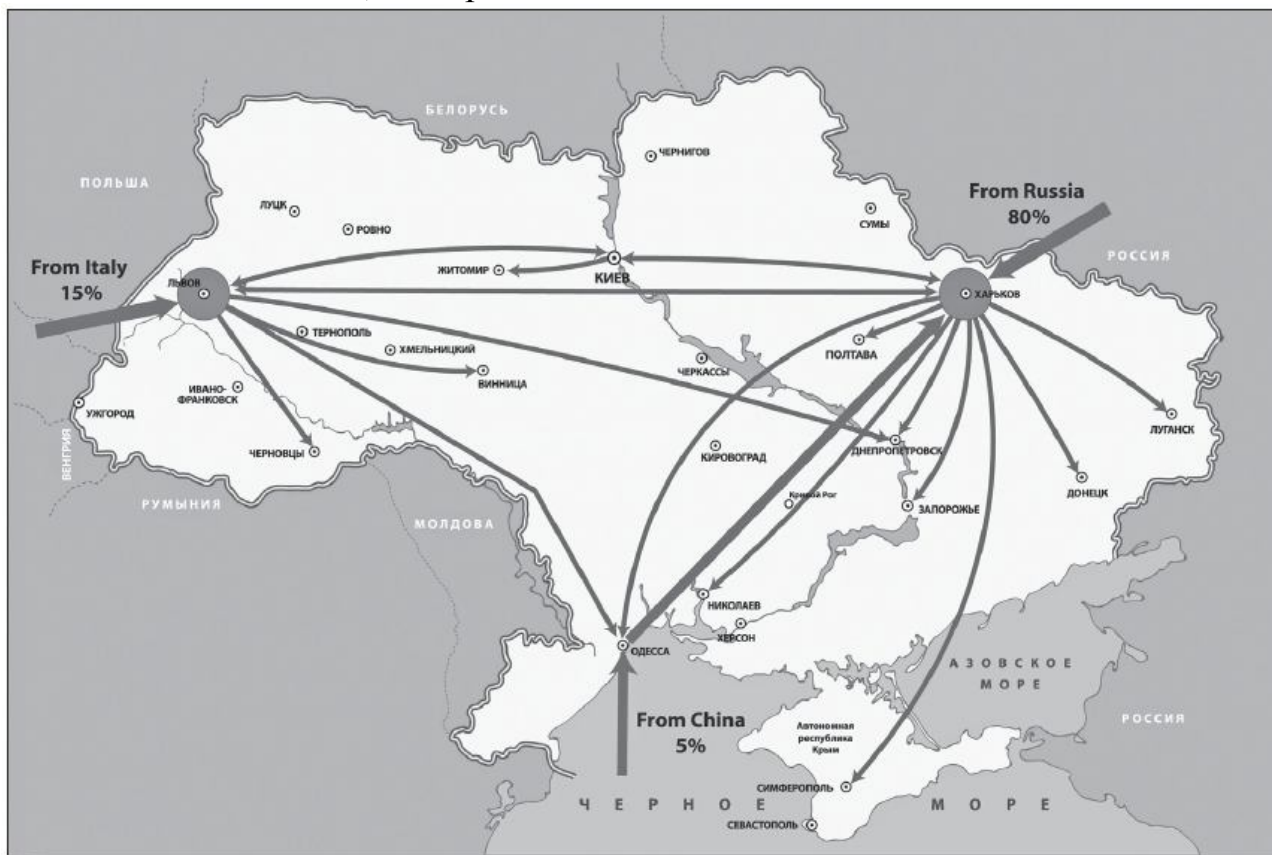 БЕЛОРУСЬ
ЧЕРНИГОВ
ПОЛЬША
ЛУЦК
РОВНО
СУМЫ
From Russia
80%
РОССИЯ
ЖИТОМИР
КИЕВ
From Italy
15%
ЛЬВОВ
ХАРЬКОВ
ТЕРНОПОЛЬ
ХМЕЛЬНИЦКИЙ
ВИННИЦА
ЧЕРКАССЫ
ПОЛТАВА
ИВАНО-
ФРАНКОВСК
УЖГОРОД
ВЕНГРИЯ
ЧЕРНОВЦЫ
КИРОВОГРАД
ДНЕПРОПЕТРОВСК
ЛУГАНСК
РУМЫНИЯ
МОЛДОВА
Кривой Рог
ЗАПОРОЖЬЕ
ДОНЕЦК
НИКОЛАЕВ
ХЕРСОН
ОДЕССА
АЗОВСКОЕ
МОРЕ
From China
5%
Автономная
республика
Крым
РОССИЯ
СИМФЕРОПОЛЬ
ЧЕРНОЕ МОРЕ
СЕВАСТОПОЛЬ